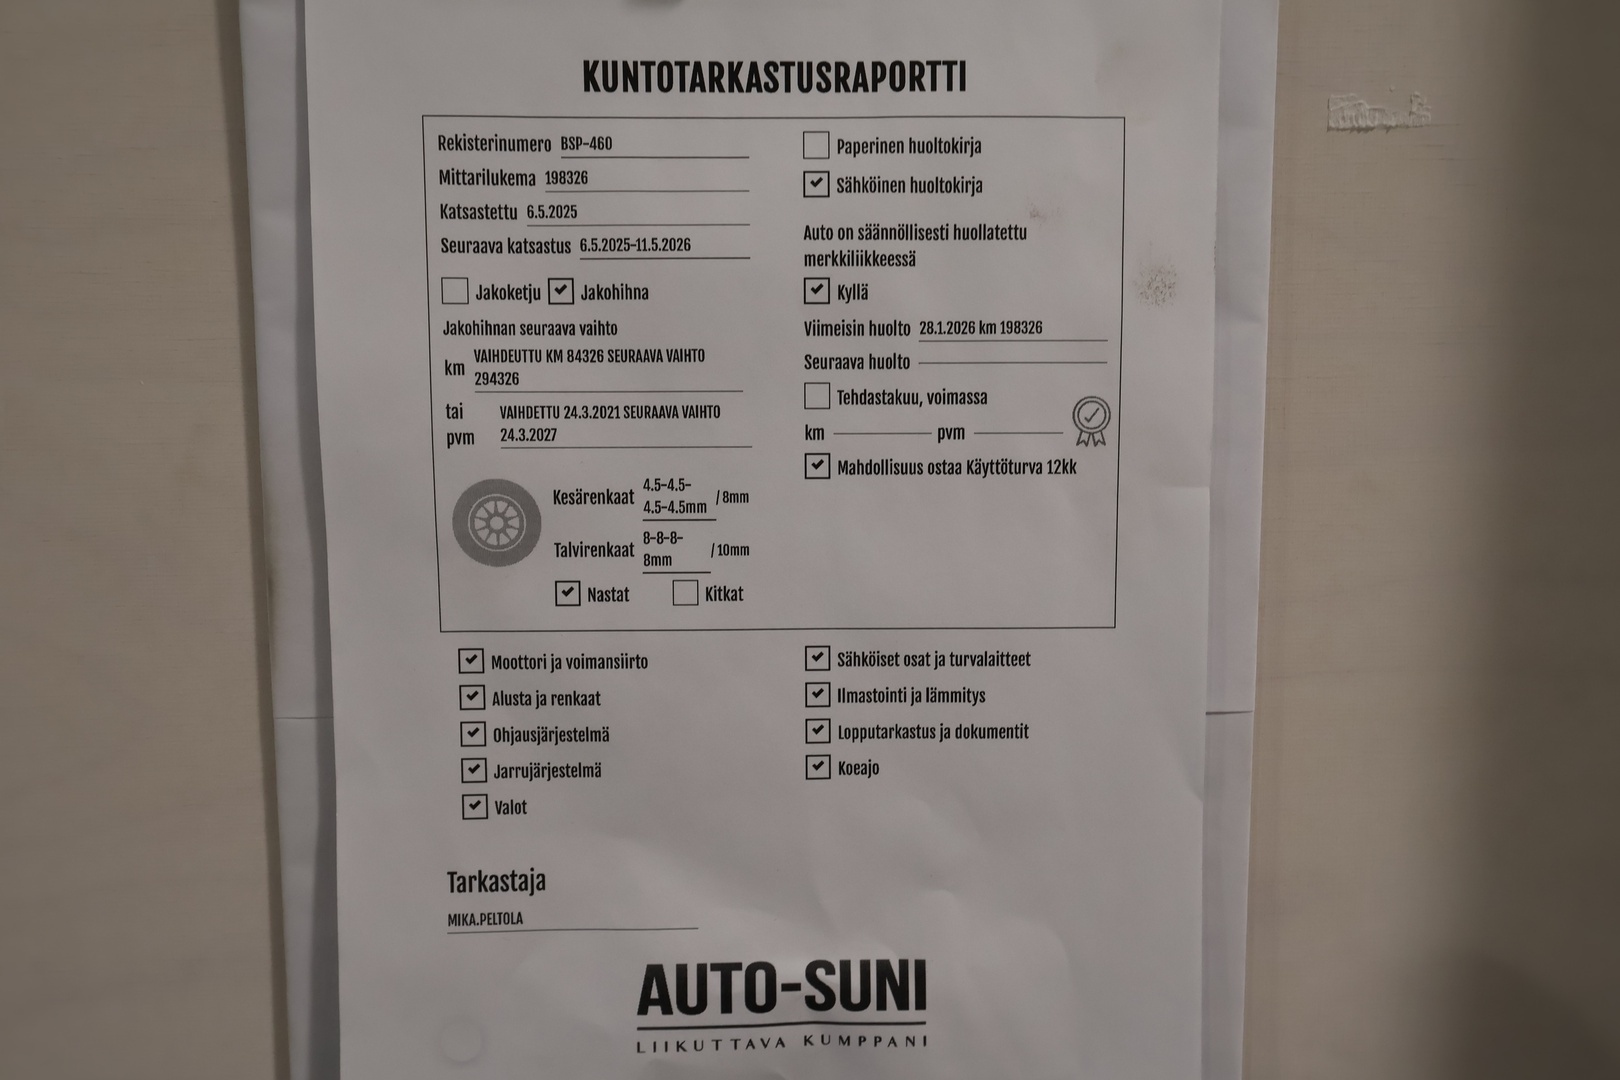 KUNTOTARKASTUSRAPORTTI
Rekisterinumero BSP-460
Mittarilukema 198326
Katsastettu 6.5.2025
Seuraava katsastus 6.5.2025-11.5.2026
Jakoketju Jakohihna
Jakohihnan seuraava vaihto
km VAIHDEUTTU KM 84326 SEURAAVA VAIHTO
294326
tai VAIHDETTU 24.3.2021 SEURAAVA VAIHTO
pvm 24.3.2027
Kesärenkaat 4.5-4.5-
4.5-4.5mm / 8mm
Talvirenkaat 8-8-8-
8mm / 10mm
Nastat Kitkat
Paperinen huoltokirja
Sähköinen huoltokirja
Auto on säännöllisesti huollatettu
merkkiliikkeessä
Kyllä
Viimeisin huolto 28.1.2026 km 198326
Seuraava huolto
Tehdastakuu, voimassa
km pvm
Mahdollisuus ostaa Käyttöturva 12kk
Moottori ja voimansiirto
Alusta ja renkaat
Ohjausjärjestelmä
Jarrujärjestelmä
Valot
Sähköiset osat ja turvalaitteet
Ilmastointi ja lämmitys
Lopputarkastus ja dokumentit
Koeajo
Tarkastaja
MIKA.PELTOLA
AUTO-SUNI
LIIKUTTAVA KUMPPANI